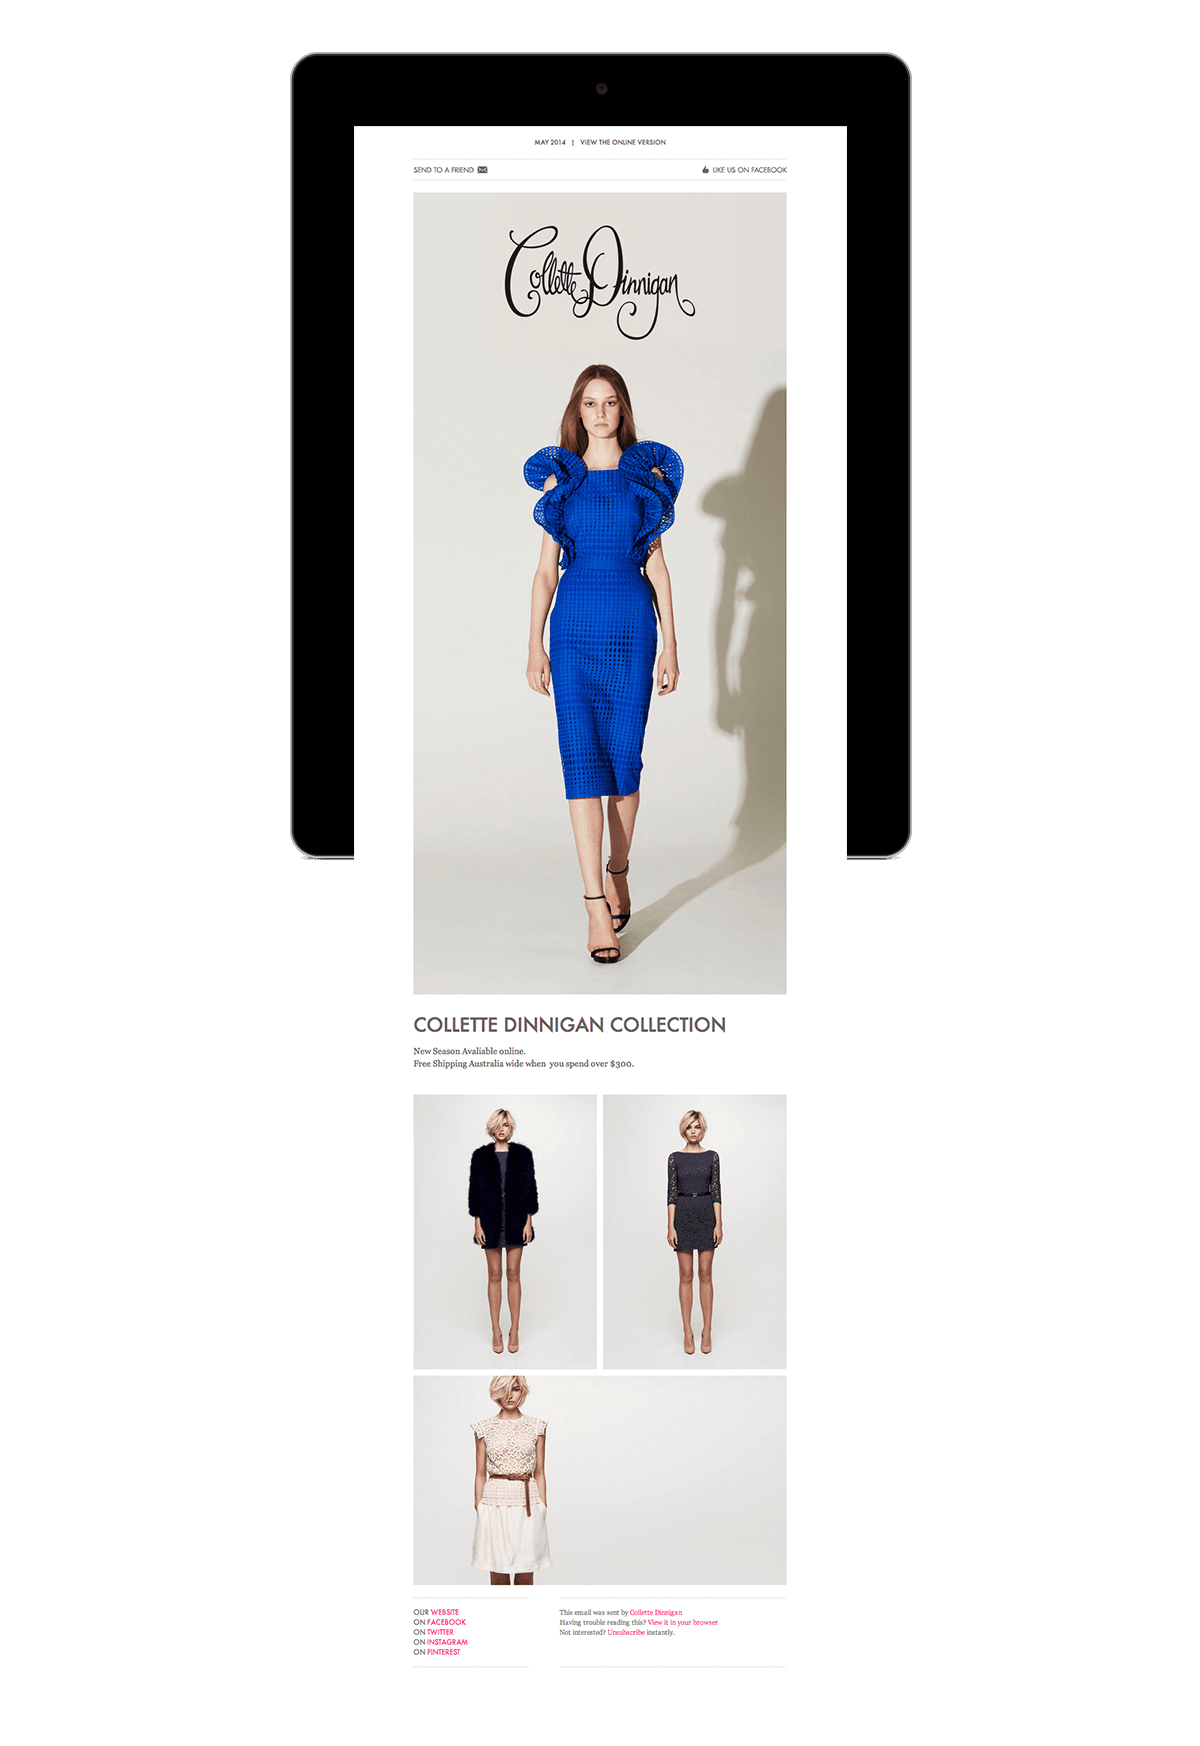 MAY 2014 | VIEW THE ONLINE VERSION
SEND TO A FRIEND
LIKE US ON FACEBOOK
Collette Dinnigan
COLLETTE DINNIGAN COLLECTION
New Season Avaliable online.
Free Shipping Australia wide when you spend over $300.
OUR WEBSITE
ON FACEBOOK
ON TWITTER
ON INSTAGRAM
ON PINTEREST
This email was sent by Collette Dinnigan
Having trouble reading this? View it in your browser
Not interested? Unsubscribe instantly.